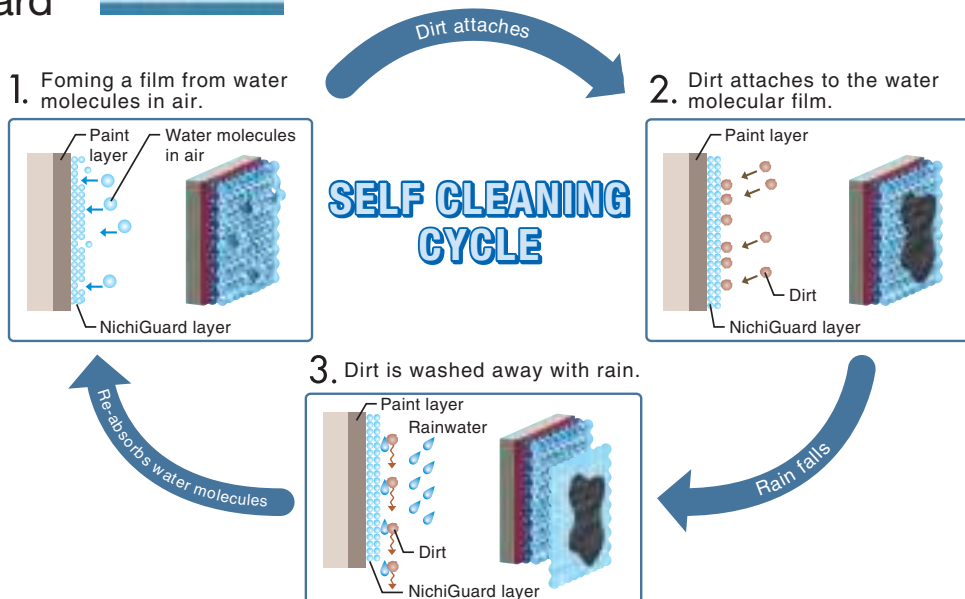 Dirt attaches
1. Foming a film from water
molecules in air.
Paint
layer
Water molecules
in air
NichiGuard layer
SELF CLEANING
CYCLE
2. Dirt attaches to the water
molecular film.
Paint layer
Dirt
NichiGuard layer
Rain falls
3. Dirt is washed away with rain.
Paint layer
Rainwater
Dirt
NichiGuard layer
Re-absorbs water molecules